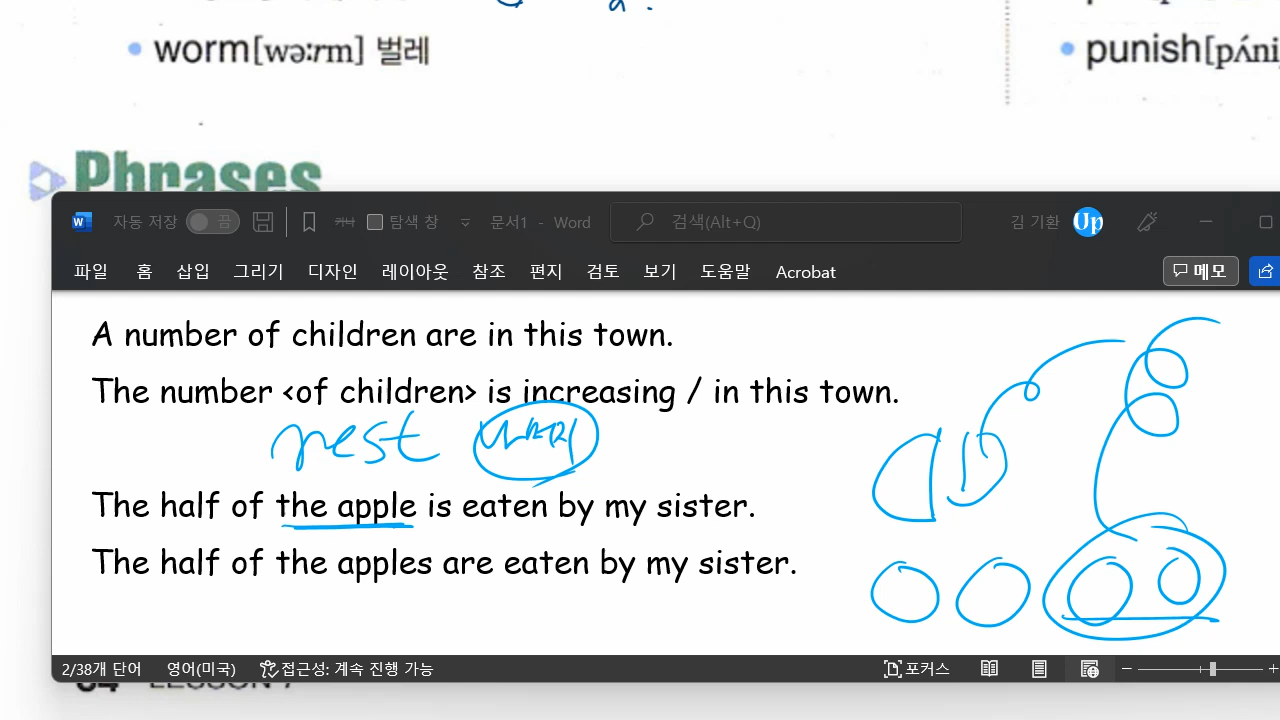 worm[wəːrm] 벌레
punish[pʌ́ni
Phrases
자동 저장 끔 탐색 창 문서1 - Word 검색(Alt+Q) 김 기환 Up
파일 홈 삽입 그리기 디자인 레이아웃 참조 편지 검토 보기 도움말 Acrobat 메모
A number of children are in this town.
The number <of children> is increasing / in this town.
rest 나머지
The half of the apple is eaten by my sister.
The half of the apples are eaten by my sister.
2/38개 단어 영어(미국) 접근성: 계속 진행 가능 포커스
LESSON 7